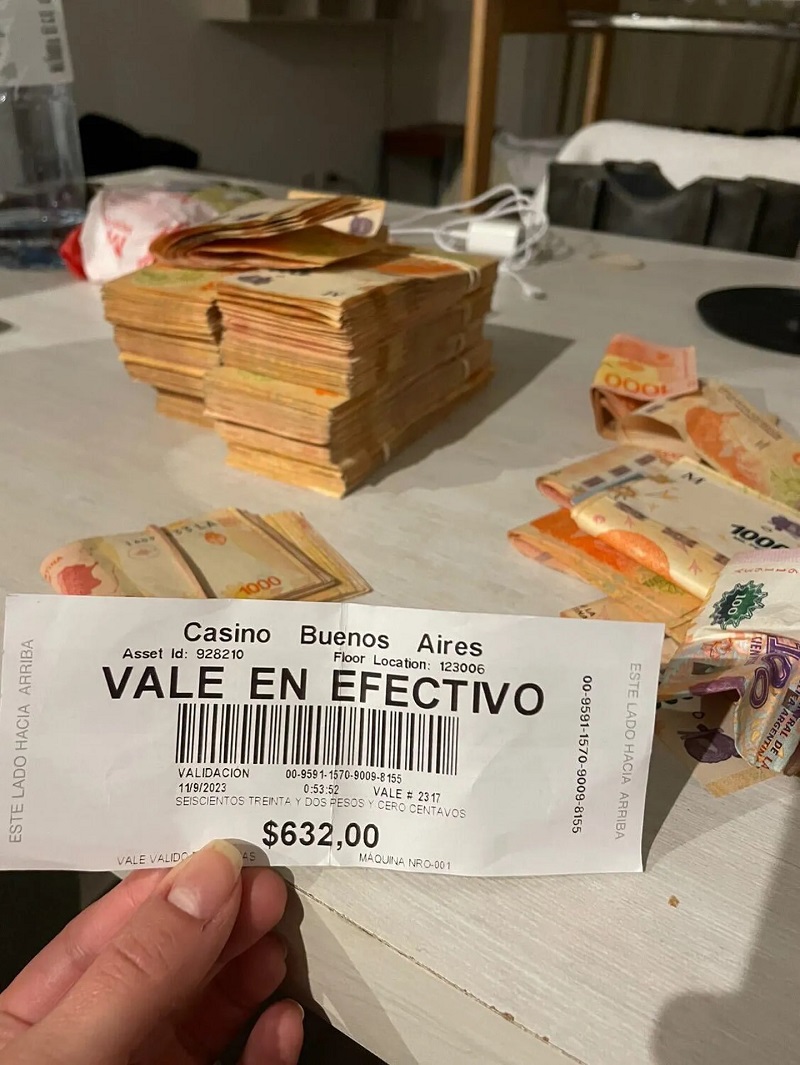 1000
1000
1000
100
Casino Buenos Aires
Asset Id: 928210 Floor Location: 123006
VALE EN EFECTIVO
ESTE LADO HACIA ARRIBA
VALIDACION 00-9591-1570-9009-8155
11/9/2023 0:53:52 VALE # 2317
SEISCIENTOS TREINTA Y DOS PESOS Y CERO CENTAVOS
$632,00
VALE VALIDO MAQUINA NRO-001
00-9591-1570-9009-8155
ESTE LADO HACIA ARRIBA